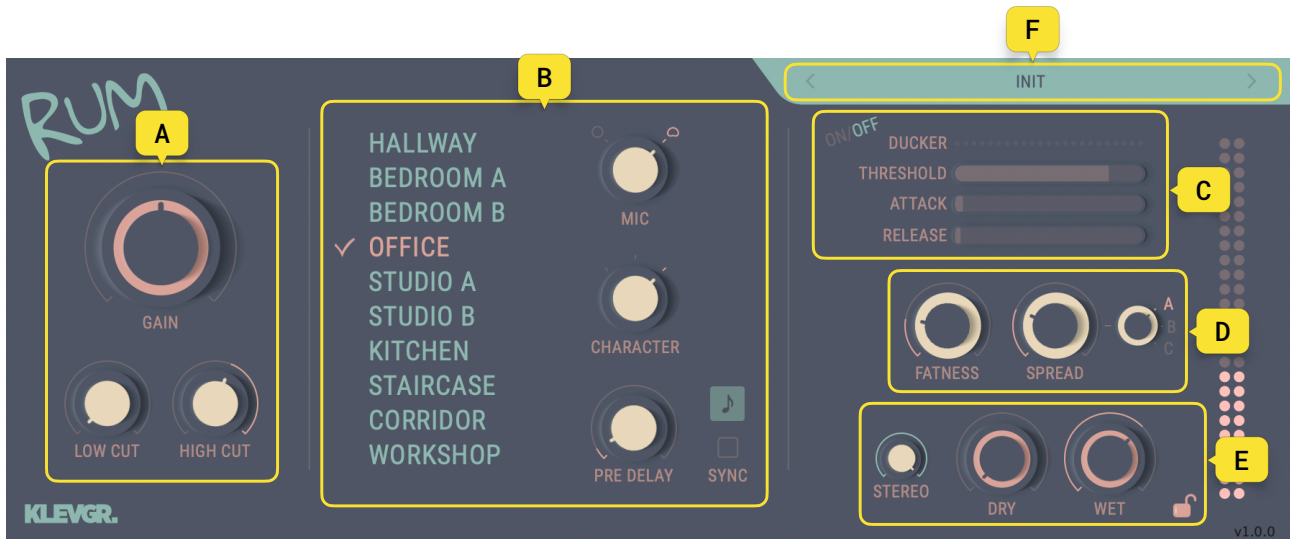 F
INIT
RUM
A
GAIN
LOW CUT
HIGH CUT
KLEVGR.
B
HALLWAY
BEDROOM A
BEDROOM B
OFFICE
STUDIO A
STUDIO B
KITCHEN
STAIRCASE
CORRIDOR
WORKSHOP
MIC
CHARACTER
PRE DELAY
SYNC
ON/OFF
DUCKER
THRESHOLD
ATTACK
RELEASE
C
FATNESS
SPREAD
A
B
C
D
STEREO
DRY
WET
E
v1.0.0